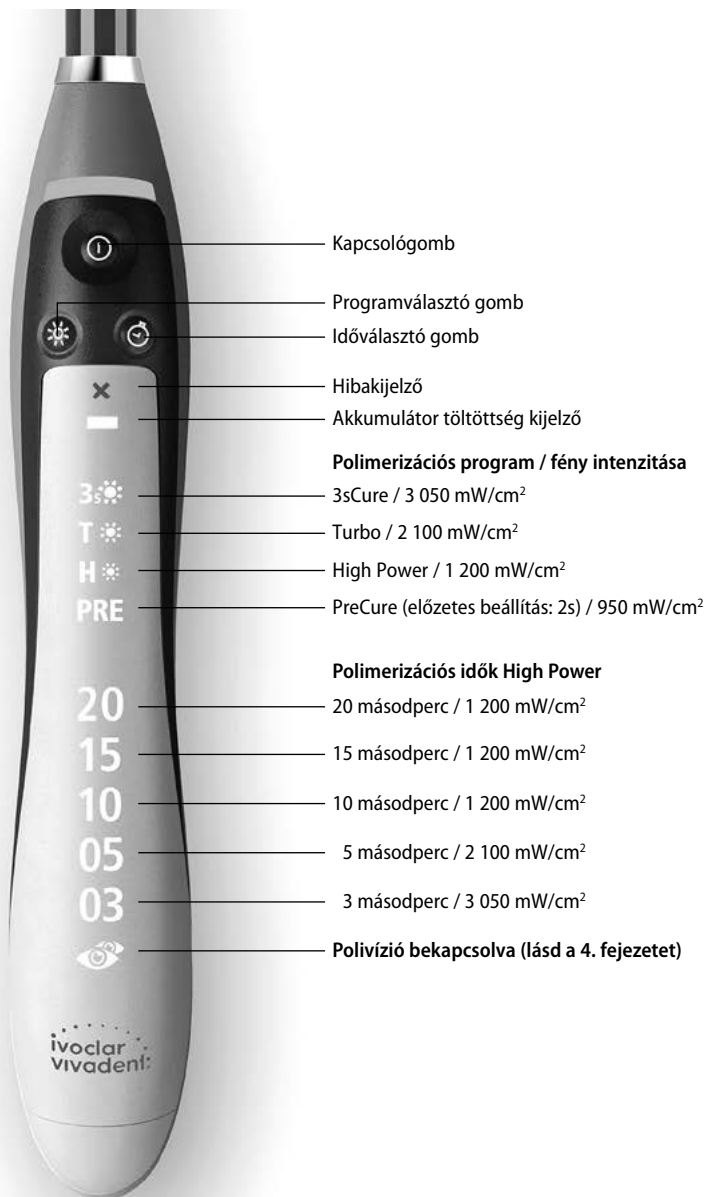 Kapcsológomb
Programválasztó gomb
Időválasztó gomb
Hibakijelző
Akkumulátor töltöttség kijelző
Polimerizációs program / fény intenzitása
3s 3sCure / 3 050 mW/cm²
T Turbo / 2 100 mW/cm²
H High Power / 1 200 mW/cm²
PRE PreCure (előzetes beállítás: 2s) / 950 mW/cm²
Polimerizációs idők High Power
20 20 másodperc / 1 200 mW/cm²
15 15 másodperc / 1 200 mW/cm²
10 10 másodperc / 1 200 mW/cm²
05 5 másodperc / 2 100 mW/cm²
03 3 másodperc / 3 050 mW/cm²
Polivízió bekapcsolva (lásd a 4. fejezetet)
ivoclar
vivadent: